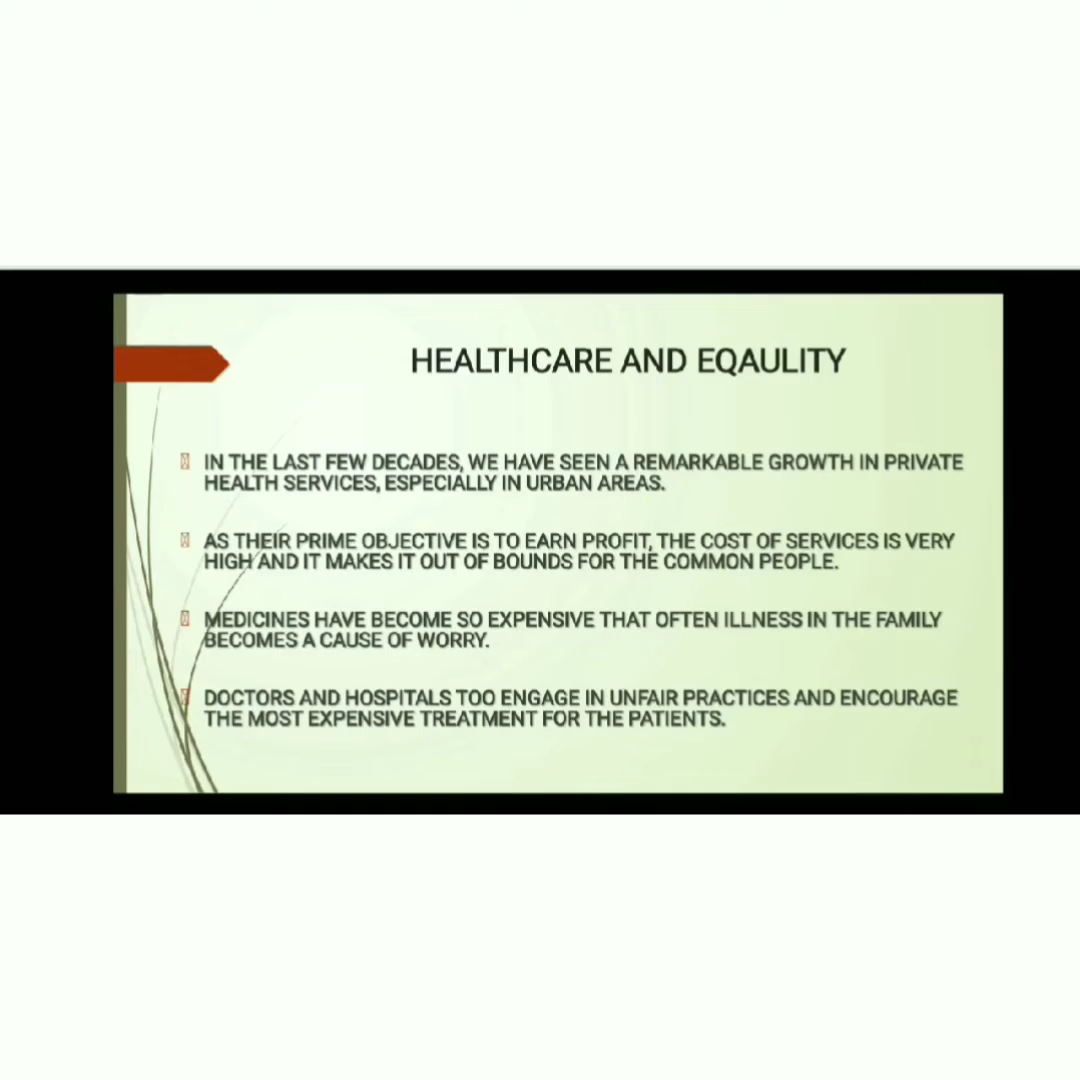 HEALTHCARE AND EQAULITY
IN THE LAST FEW DECADES, WE HAVE SEEN A REMARKABLE GROWTH IN PRIVATE
HEALTH SERVICES, ESPECIALLY IN URBAN AREAS.
AS THEIR PRIME OBJECTIVE IS TO EARN PROFIT, THE COST OF SERVICES IS VERY
HIGH AND IT MAKES IT OUT OF BOUNDS FOR THE COMMON PEOPLE.
MEDICINES HAVE BECOME SO EXPENSIVE THAT OFTEN ILLNESS IN THE FAMILY
BECOMES A CAUSE OF WORRY.
DOCTORS AND HOSPITALS TOO ENGAGE IN UNFAIR PRACTICES AND ENCOURAGE
THE MOST EXPENSIVE TREATMENT FOR THE PATIENTS.